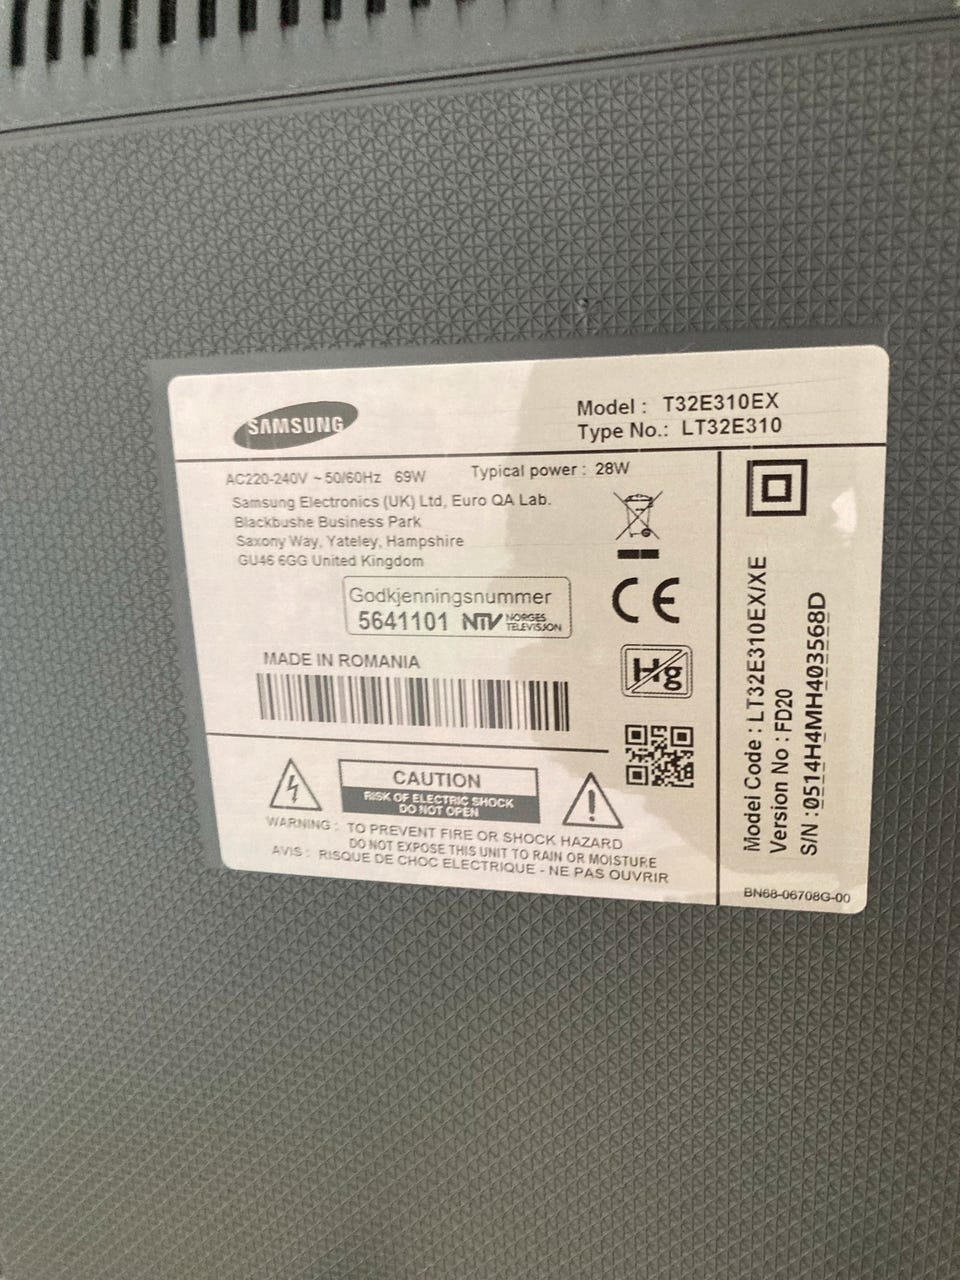 SAMSUNG
Model : T32E310EX
Type No.: LT32E310
AC220-240V ~ 50/60Hz 69W Typical power : 28W
Samsung Electronics (UK) Ltd, Euro QA Lab.
Blackbushe Business Park
Saxony Way, Yateley, Hampshire
GU46 6GG United Kingdom
Godkjenningsnummer
5641101 NTV NORGES TELEVISJON
CE
Hg
MADE IN ROMANIA
CAUTION
RISK OF ELECTRIC SHOCK
DO NOT OPEN
WARNING : TO PREVENT FIRE OR SHOCK HAZARD
DO NOT EXPOSE THIS UNIT TO RAIN OR MOISTURE
AVIS : RISQUE DE CHOC ELECTRIQUE - NE PAS OUVRIR
Model Code : LT32E310EX/XE
Version No : FD20
S/N : 0514H4MH403568D
BN68-06708G-00